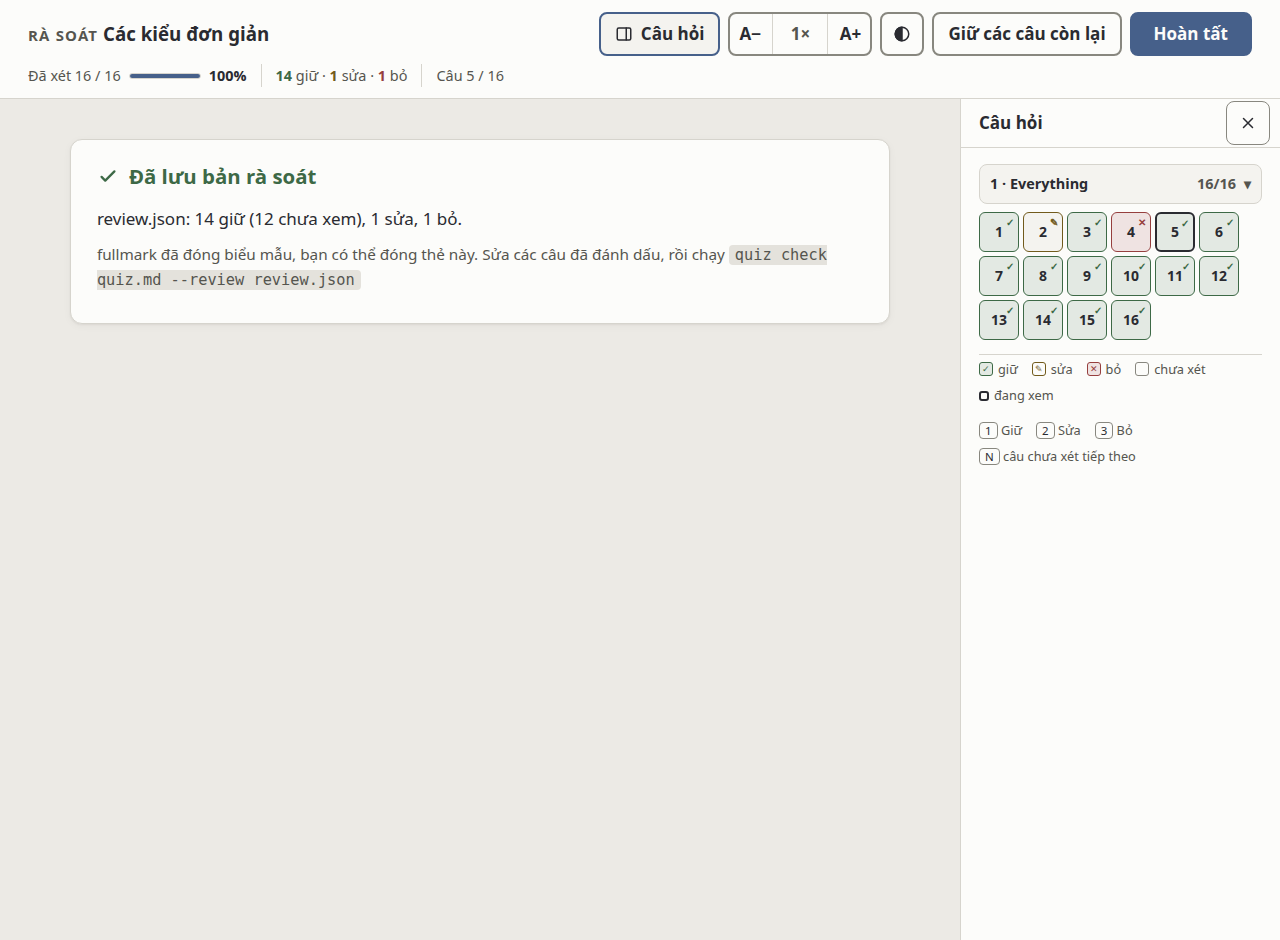 RÀ SOÁT Các kiểu đơn giản
Câu hỏi
A− 1× A+
Giữ các câu còn lại
Hoàn tất
Đã xét 16 / 16 100% 14 giữ · 1 sửa · 1 bỏ Câu 5 / 16
Đã lưu bản rà soát
review.json: 14 giữ (12 chưa xem), 1 sửa, 1 bỏ.
fullmark đã đóng biểu mẫu, bạn có thể đóng thẻ này. Sửa các câu đã đánh dấu, rồi chạy quiz check
quiz.md --review review.json
Câu hỏi ×
1 · Everything 16/16 ▾
1 ✓ 2 ✎ 3 ✓ 4 ✕ 5 ✓ 6 ✓
7 ✓ 8 ✓ 9 ✓ 10 ✓ 11 ✓ 12 ✓
13 ✓ 14 ✓ 15 ✓ 16 ✓
✓ giữ ✎ sửa ✕ bỏ chưa xét
đang xem
1 Giữ 2 Sửa 3 Bỏ
N câu chưa xét tiếp theo